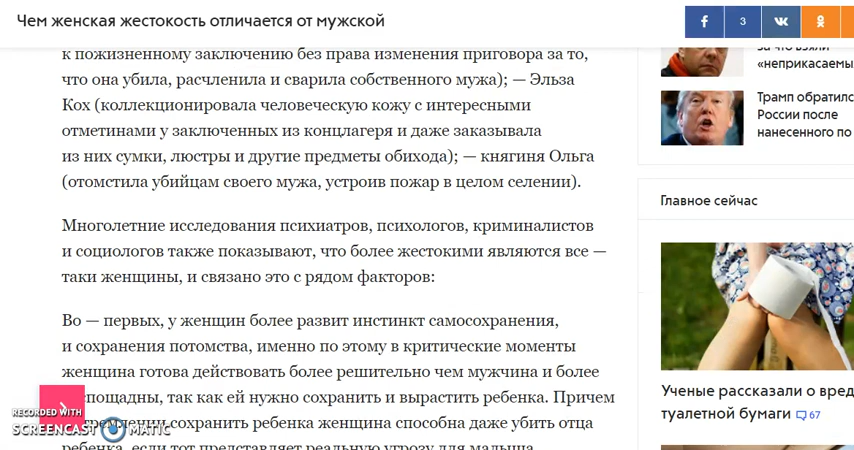 Чем женская жестокость отличается от мужской
f
3
к пожизненному заключению без права изменения приговора за то,
что она убила, расчленила и сварила собственного мужа); — Эльза
Кох (коллекционировала человеческую кожу с интересными
отметинами у заключенных из концлагеря и даже заказывала
из них сумки, люстры и другие предметы обихода); — княгиня Ольга
(отомстила убийцам своего мужа, устроив пожар в целом селении).
Многолетние исследования психиатров, психологов, криминалистов
и социологов также показывают, что более жестокими являются все —
таки женщины, и связано это с рядом факторов:
Во — первых, у женщин более развит инстинкт самосохранения,
и сохранения потомства, именно по этому в критические моменты
женщина готова действовать более решительно чем мужчина и более
спощадны, так как ей нужно сохранить и вырастить ребенка. Причем
сохранить ребенка женщина способна даже убить отца
ребенка, если тот представляет реальную угрозу для малыша.
RECORDED WITH
SCREENCAST MATIC
за что взяли
«неприкасаемы
Трамп обратилс
России после
нанесенного по
Главное сейчас
Ученые рассказали о вред
туалетной бумаги 67